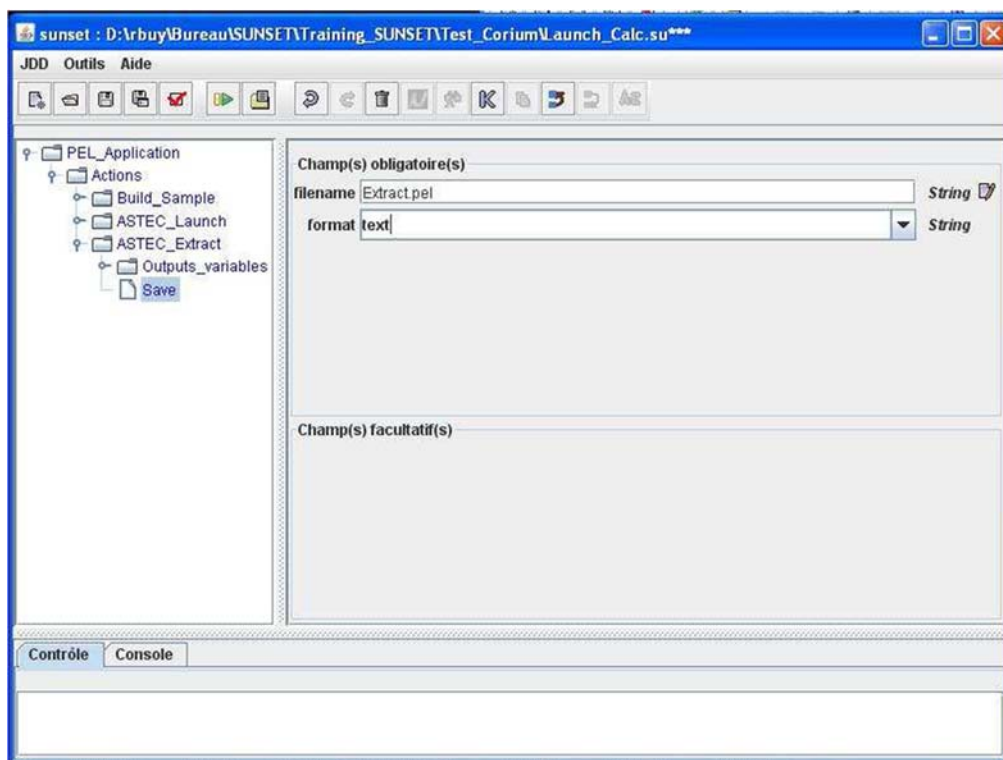 sunset : D:\rbuy\Bureau\SUNSET\Training_SUNSET\Test_Corium\Launch_Calc.su***
JDD Outils Aide
PEL_Application
Actions
Build_Sample
ASTEC_Launch
ASTEC_Extract
Outputs_variables
Save
Champ(s) obligatoire(s)
filename Extract.pel String
format text String
Champ(s) facultatif(s)
Contrôle Console